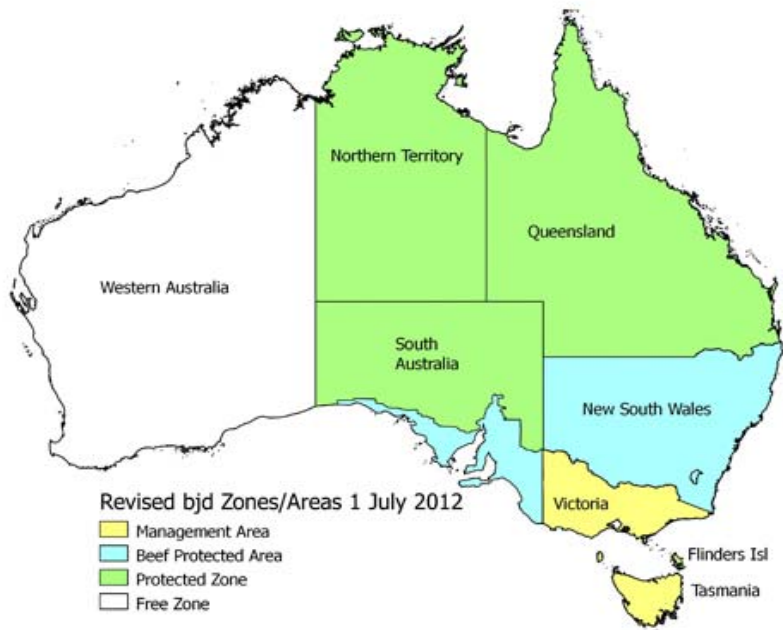 Northern Territory
Queensland
Western Australia
South
Australia
New South Wales
Revised bjd Zones/Areas 1 July 2012
Victoria
Management Area
Beef Protected Area
Flinders Isl
Protected Zone
Tasmania
Free Zone